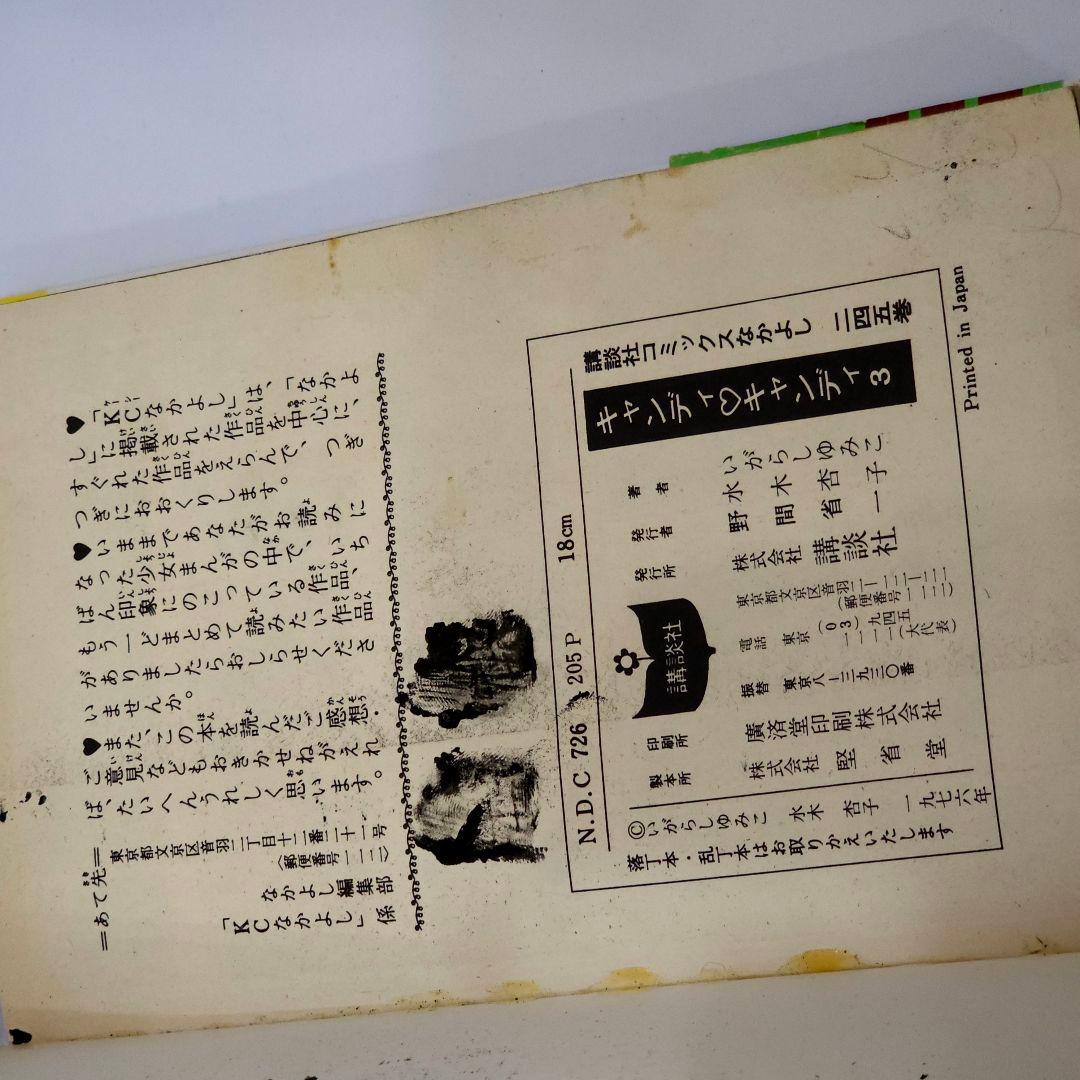 ♥「KCなかよし」は、「なかよ
し」に掲載された作品を中心に、
すぐれた作品をえらんで、つぎ
つぎにおおくりします。
♥いままであなたがお読みに
なった少女まんがの中で、いち
ばん印象にのこっている作品、
もう一どまとめて読みたい作品
がありましたらおしらせくださ
いませんか。
♥また、この本を読んだご感想・
ご意見などもおきかせねがえれ
ば、たいへんうれしく思います。
=あて先=
東京都文京区音羽二丁目十二番二十一号
(郵便番号一一二)
なかよし編集部
「KCなかよし」係
N.D.C 726 205P 18cm
講談社コミックスなかよし 二四五巻
キャンディ♡キャンディ 3
著者 いがらしゆみこ
水木杏子
発行者 野間省一
発行所 株式会社 講談社
東京都文京区音羽二—一二—二一
(郵便番号一一二)
電話 東京(03)九四五—一一一一(大代表)
振替 東京八—三九三〇番
印刷所 廣済堂印刷株式会社
製本所 株式会社 堅省堂
講談社
©いがらしゆみこ 水木杏子 一九七六年
落丁本・乱丁本はお取りかえいたします
Printed in Japan